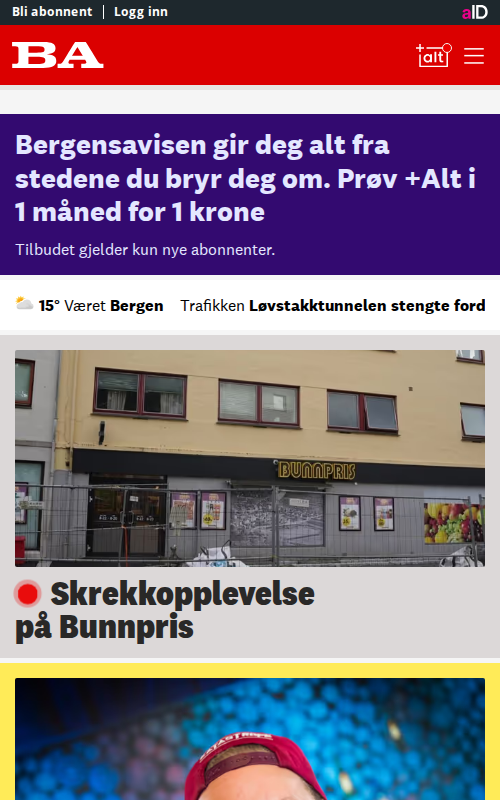 Bli abonnent | Logg inn
aID
BA
+alt
Bergensavisen gir deg alt fra
stedene du bryr deg om. Prøv +Alt i
1 måned for 1 krone
Tilbudet gjelder kun nye abonnenter.
15° Været Bergen Trafikken Løvstakktunnelen stengte ford
BUNNPRIS
Skrekkopplevelse
på Bunnpris